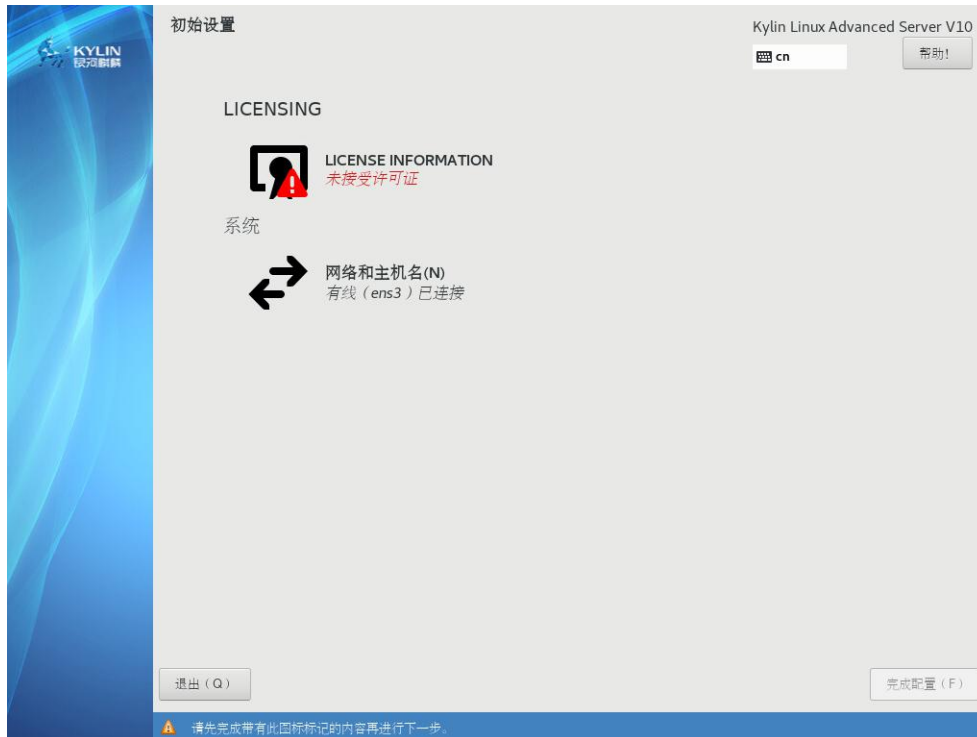 KYLIN
银河麒麟
初始设置
Kylin Linux Advanced Server V10
cn
帮助!
LICENSING
LICENSE INFORMATION
未接受许可证
系统
网络和主机名(N)
有线（ens3）已连接
退出（Q）
完成配置（F）
请先完成带有此图标标记的内容再进行下一步。